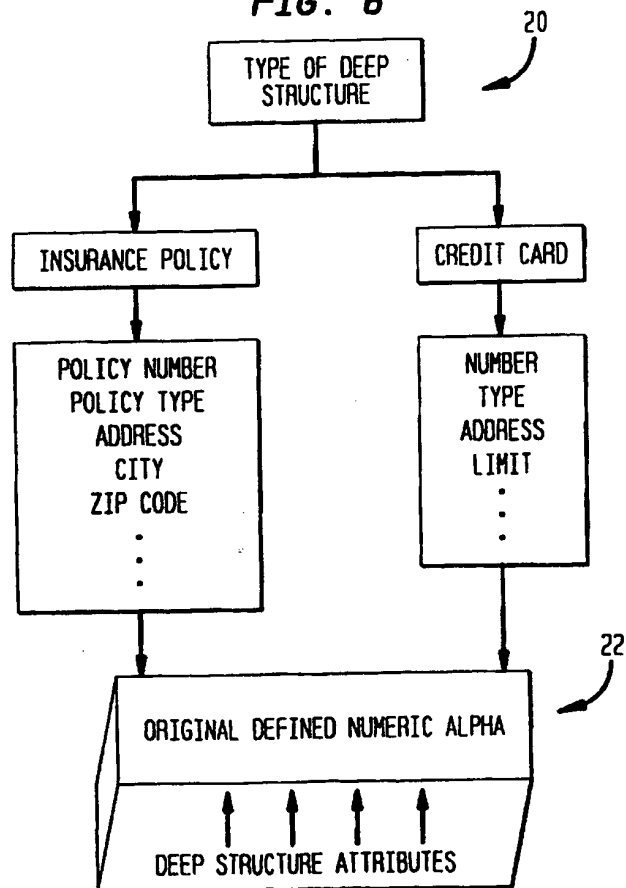 FIG. 6
20
TYPE OF DEEP
STRUCTURE
INSURANCE POLICY
CREDIT CARD
POLICY NUMBER
POLICY TYPE
ADDRESS
CITY
ZIP CODE
NUMBER
TYPE
ADDRESS
LIMIT
22
ORIGINAL DEFINED NUMERIC ALPHA
DEEP STRUCTURE ATTRIBUTES